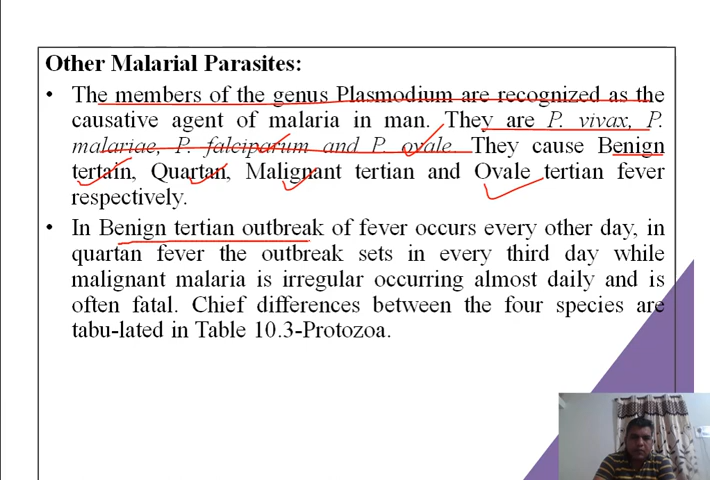 Other Malarial Parasites:
• The members of the genus Plasmodium are recognized as the
causative agent of malaria in man. They are P. vivax, P.
malariae, P. falciparum and P. ovale. They cause Benign
tertain, Quartan, Malignant tertian and Ovale tertian fever
respectively.
• In Benign tertian outbreak of fever occurs every other day, in
quartan fever the outbreak sets in every third day while
malignant malaria is irregular occurring almost daily and is
often fatal. Chief differences between the four species are
tabu-lated in Table 10.3-Protozoa.